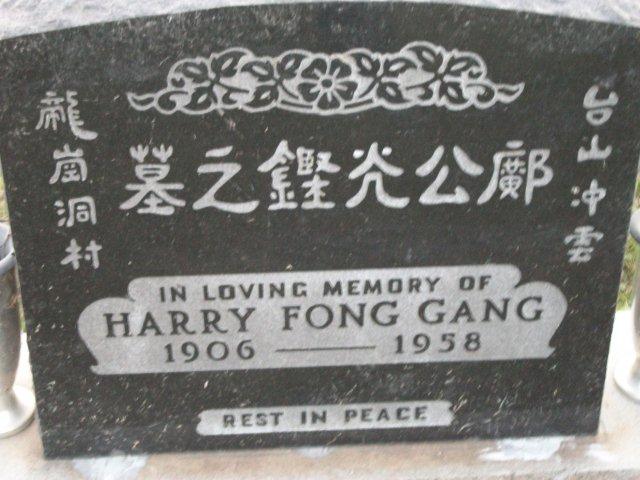 台山冲雲
鄺公光鏗之墓
龍崗洞村
IN LOVING MEMORY OF
HARRY FONG GANG
1906 — 1958
REST IN PEACE